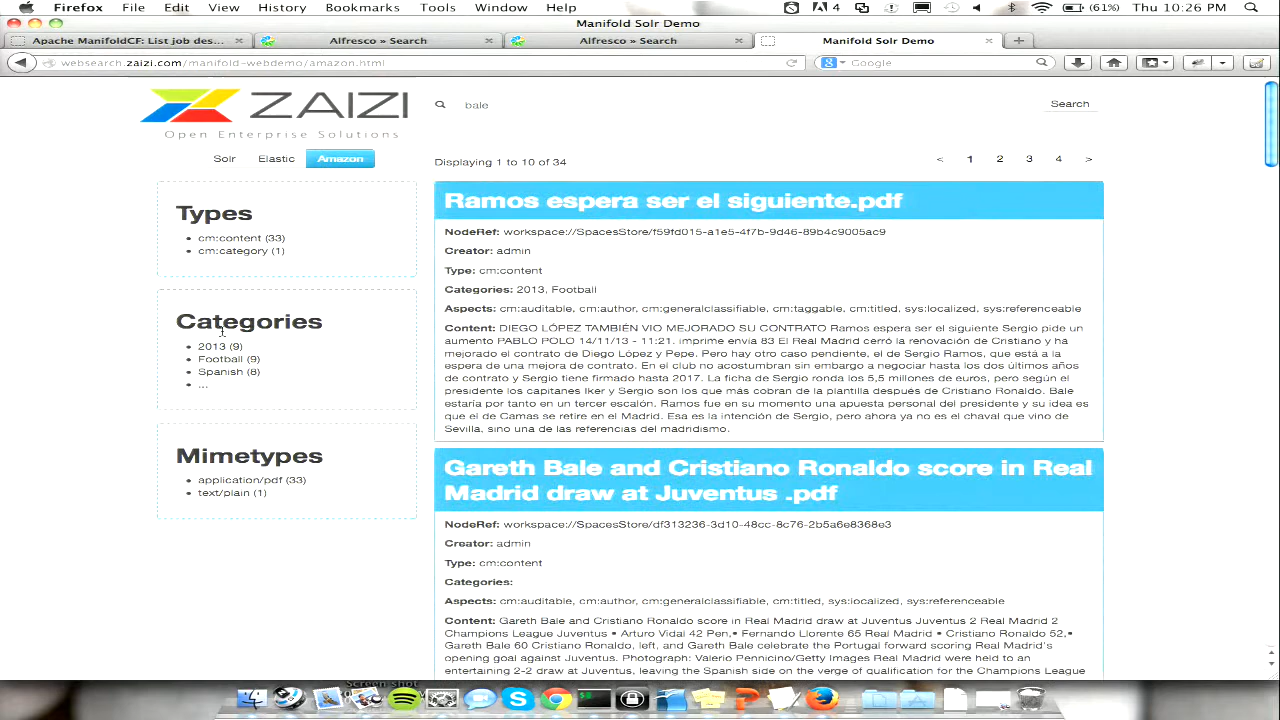 Firefox File Edit View History Bookmarks Tools Window Help 4 (61%) Thu 10:26 PM
Manifold Solr Demo
Apache ManifoldCF: List job des... Alfresco » Search Alfresco » Search Manifold Solr Demo
websearch.zaizi.com/manifold-webdemo/amazon.html Google
ZAIZI
Open Enterprise Solutions
bale Search
Solr Elastic Amazon
Displaying 1 to 10 of 34 < 1 2 3 4 >
Types
• cm:content (33)
• cm:category (1)
Categories
• 2013 (9)
• Football (9)
• Spanish (8)
• ...
Mimetypes
• application/pdf (33)
• text/plain (1)
Ramos espera ser el siguiente.pdf
NodeRef: workspace://SpacesStore/f59fd015-a1e5-4f7b-9d46-89b4c9005ac9
Creator: admin
Type: cm:content
Categories: 2013, Football
Aspects: cm:auditable, cm:author, cm:generalclassifiable, cm:taggable, cm:titled, sys:localized, sys:referenceable
Content: DIEGO LÓPEZ TAMBIÉN VIO MEJORADO SU CONTRATO Ramos espera ser el siguiente Sergio pide un
aumento PABLO POLO 14/11/13 - 11:21. imprime envía 83 El Real Madrid cerró la renovación de Cristiano y ha
mejorado el contrato de Diego López y Pepe. Pero hay otro caso pendiente, el de Sergio Ramos, que está a la
espera de una mejora de contrato. En el club no acostumbran sin embargo a negociar hasta los dos últimos años
de contrato y Sergio tiene firmado hasta 2017. La ficha de Sergio ronda los 5,5 millones de euros, pero según el
presidente los capitanes Iker y Sergio son los que más cobran de la plantilla después de Cristiano Ronaldo. Bale
estaría por tanto en un tercer escalón. Ramos fue en su momento una apuesta personal del presidente y su idea es
que el de Camas se retire en el Madrid. Esa es la intención de Sergio, pero ahora ya no es el chaval que vino de
Sevilla, sino una de las referencias del madridismo.
Gareth Bale and Cristiano Ronaldo score in Real
Madrid draw at Juventus .pdf
NodeRef: workspace://SpacesStore/df313236-3d10-48cc-8c76-2b5a6e8368e3
Creator: admin
Type: cm:content
Categories:
Aspects: cm:auditable, cm:author, cm:generalclassifiable, cm:titled, sys:localized, sys:referenceable
Content: Gareth Bale and Cristiano Ronaldo score in Real Madrid draw at Juventus Juventus 2 Real Madrid 2
Champions League Juventus • Arturo Vidal 42 Pen,• Fernando Llorente 65 Real Madrid • Cristiano Ronaldo 52,•
Gareth Bale 60 Cristiano Ronaldo, left, and Gareth Bale celebrate the Portugal forward scoring Real Madrid's
opening goal against Juventus. Photograph: Valerio Pennicino/Getty Images Real Madrid were held to an
entertaining 2-2 draw at Juventus, leaving the Spanish side on the verge of qualification for the Champions League
Screen shot